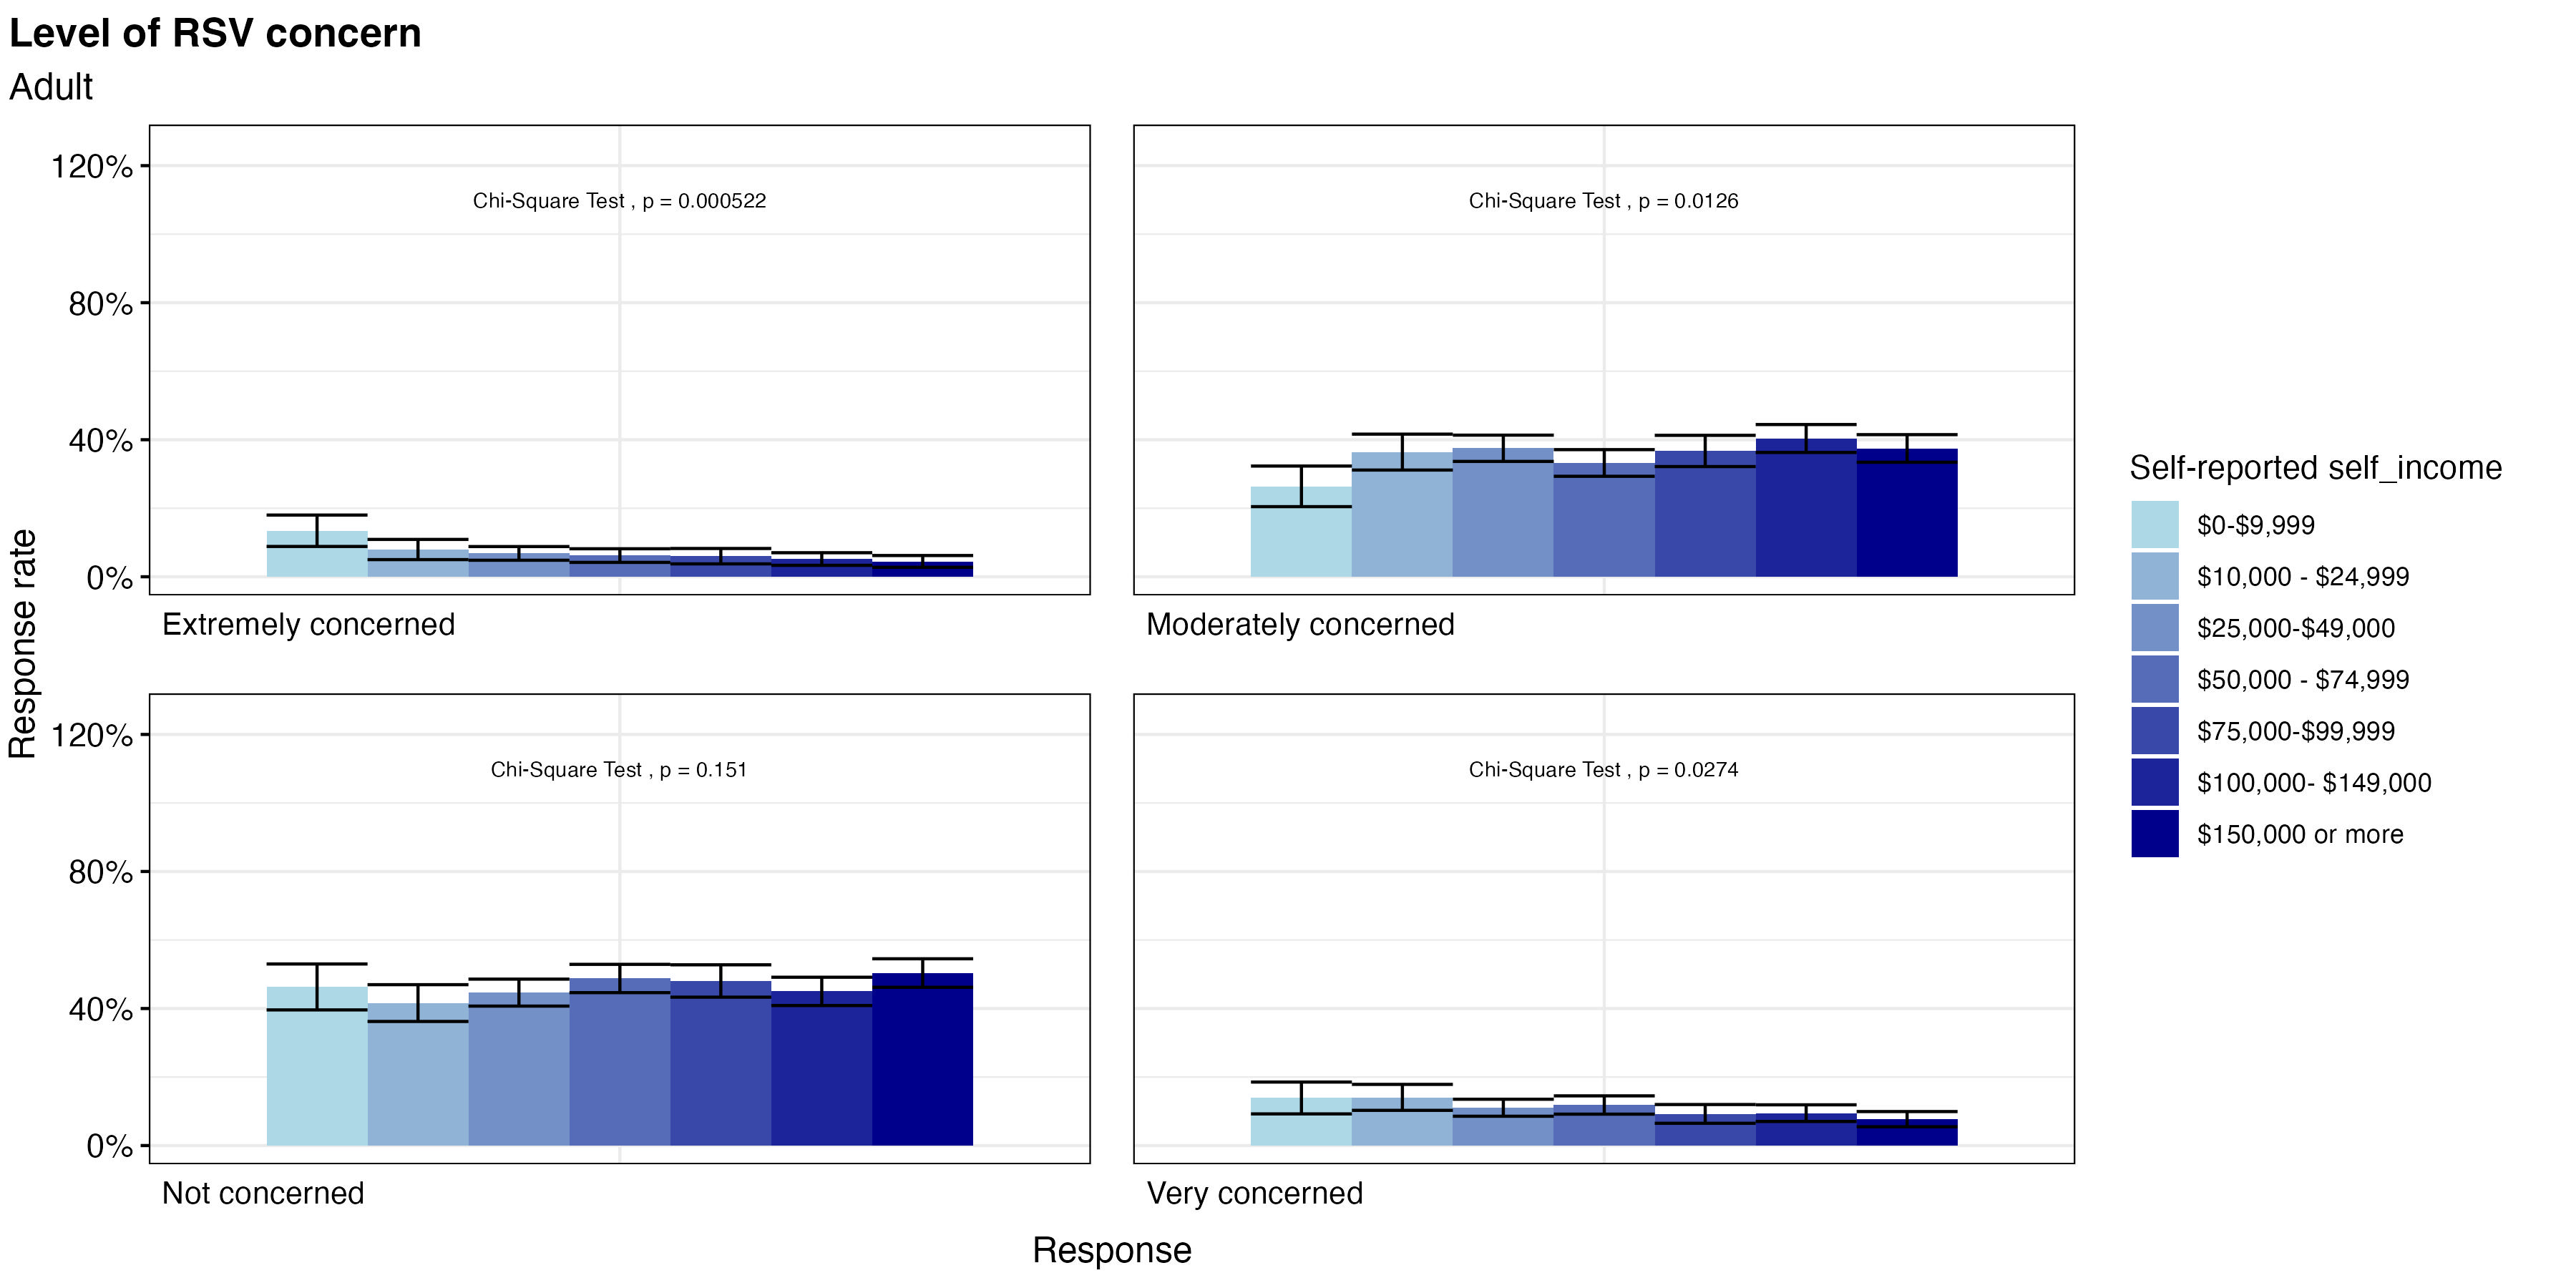 Level of RSV concern
Adult
120%
80%
40%
0%
Chi-Square Test , p = 0.000522
Chi-Square Test , p = 0.0126
Extremely concerned
Moderately concerned
Response rate
120%
80%
40%
0%
Chi-Square Test , p = 0.151
Chi-Square Test , p = 0.0274
Not concerned
Very concerned
Response
Self-reported self_income
$0-$9,999
$10,000 - $24,999
$25,000-$49,000
$50,000 - $74,999
$75,000-$99,999
$100,000- $149,000
$150,000 or more